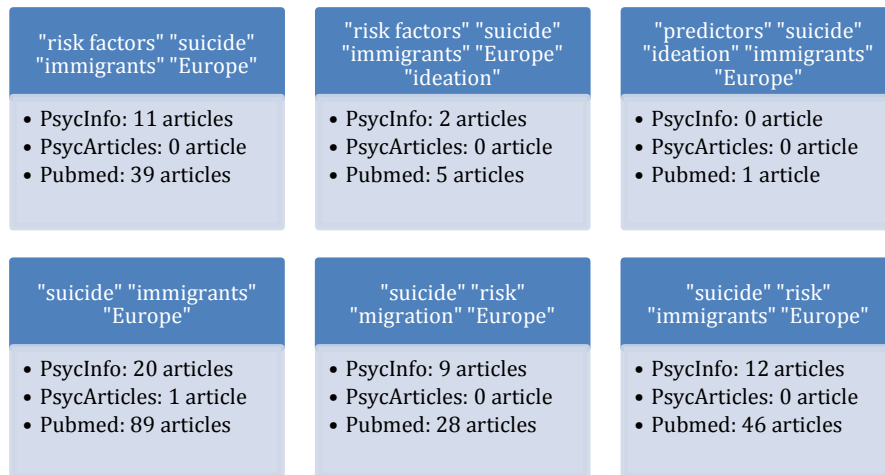 "risk factors" "suicide"
"immigrants" "Europe"
• PsycInfo: 11 articles
• PsycArticles: 0 article
• Pubmed: 39 articles
"risk factors" "suicide"
"immigrants" "Europe"
"ideation"
• PsycInfo: 2 articles
• PsycArticles: 0 article
• Pubmed: 5 articles
"predictors" "suicide"
"ideation" "immigrants"
"Europe"
• PsycInfo: 0 article
• PsycArticles: 0 article
• Pubmed: 1 article
"suicide" "immigrants"
"Europe"
• PsycInfo: 20 articles
• PsycArticles: 1 article
• Pubmed: 89 articles
"suicide" "risk"
"migration" "Europe"
• PsycInfo: 9 articles
• PsycArticles: 0 article
• Pubmed: 28 articles
"suicide" "risk"
"immigrants" "Europe"
• PsycInfo: 12 articles
• PsycArticles: 0 article
• Pubmed: 46 articles